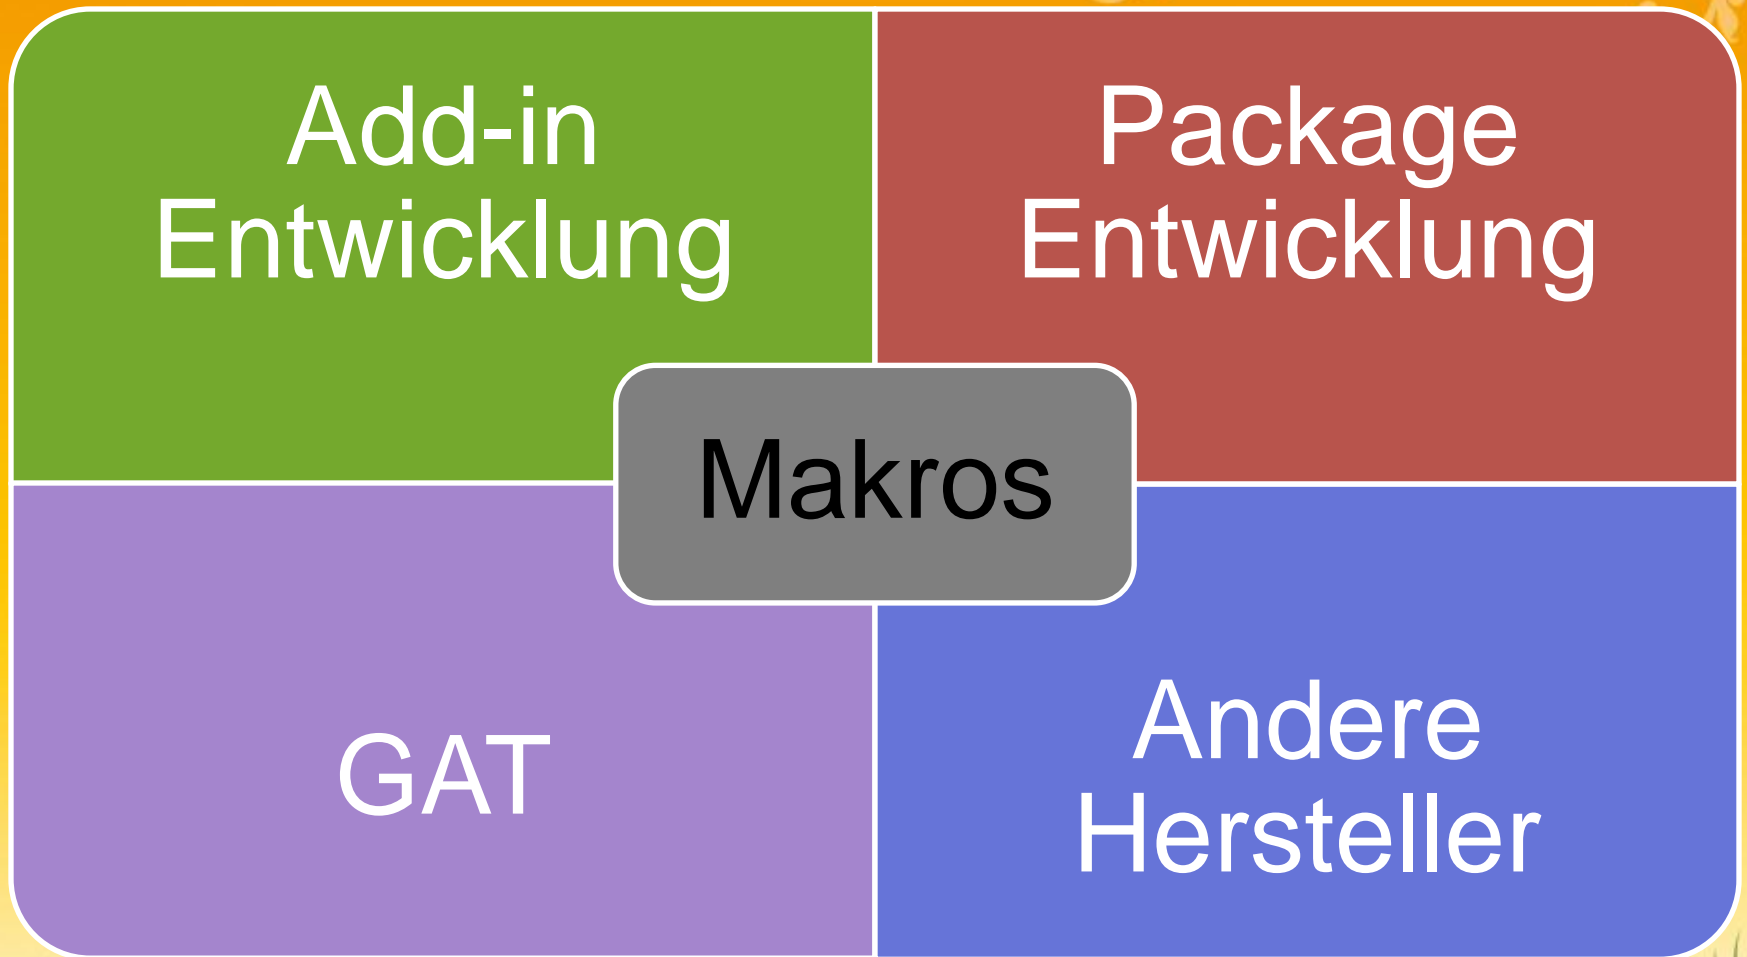 Add-in
Entwicklung
Package
Entwicklung
Makros
GAT
Andere
Hersteller